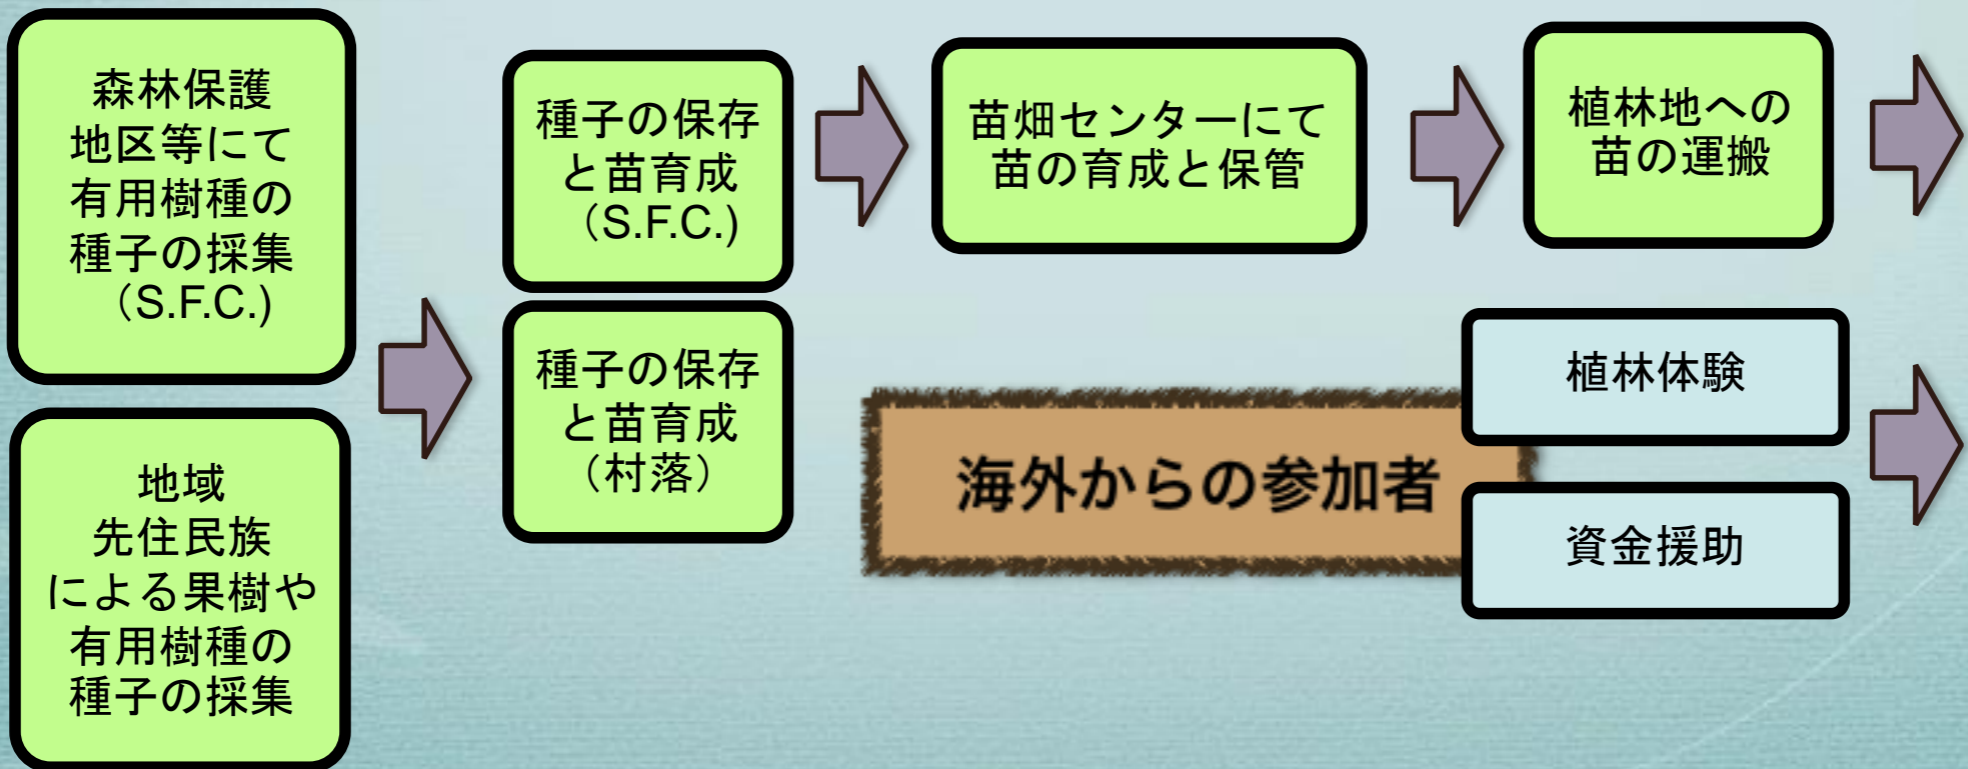 森林保護
地区等にて
有用樹種の
種子の採集
（S.F.C.)
地域
先住民族
による果樹や
有用樹種の
種子の採集
種子の保存
と苗育成
（S.F.C.)
種子の保存
と苗育成
（村落）
苗畑センターにて
苗の育成と保管
植林地への
苗の運搬
海外からの参加者
植林体験
資金援助